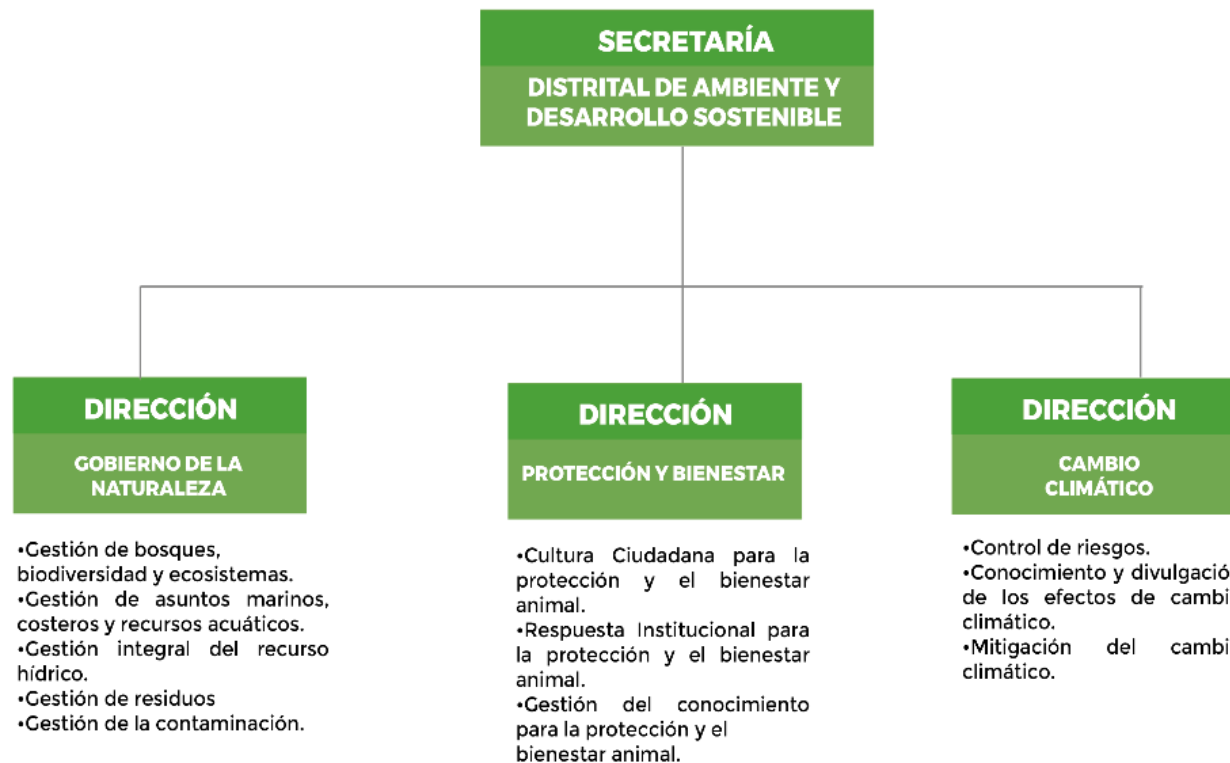 SECRETARÍA
DISTRITAL DE AMBIENTE Y
DESARROLLO SOSTENIBLE
DIRECCIÓN
GOBIERNO DE LA
NATURALEZA
•Gestión de bosques,
biodiversidad y ecosistemas.
•Gestión de asuntos marinos,
costeros y recursos acuáticos.
•Gestión integral del recurso
hídrico.
•Gestión de residuos
•Gestión de la contaminación.
DIRECCIÓN
PROTECCIÓN Y BIENESTAR
•Cultura Ciudadana para la
protección y el bienestar
animal.
•Respuesta Institucional para
la protección y el bienestar
animal.
•Gestión del conocimiento
para la protección y el
bienestar animal.
DIRECCIÓN
CAMBIO
CLIMÁTICO
•Control de riesgos.
•Conocimiento y divulgació
de los efectos de cambi
climático.
•Mitigación del cambi
climático.